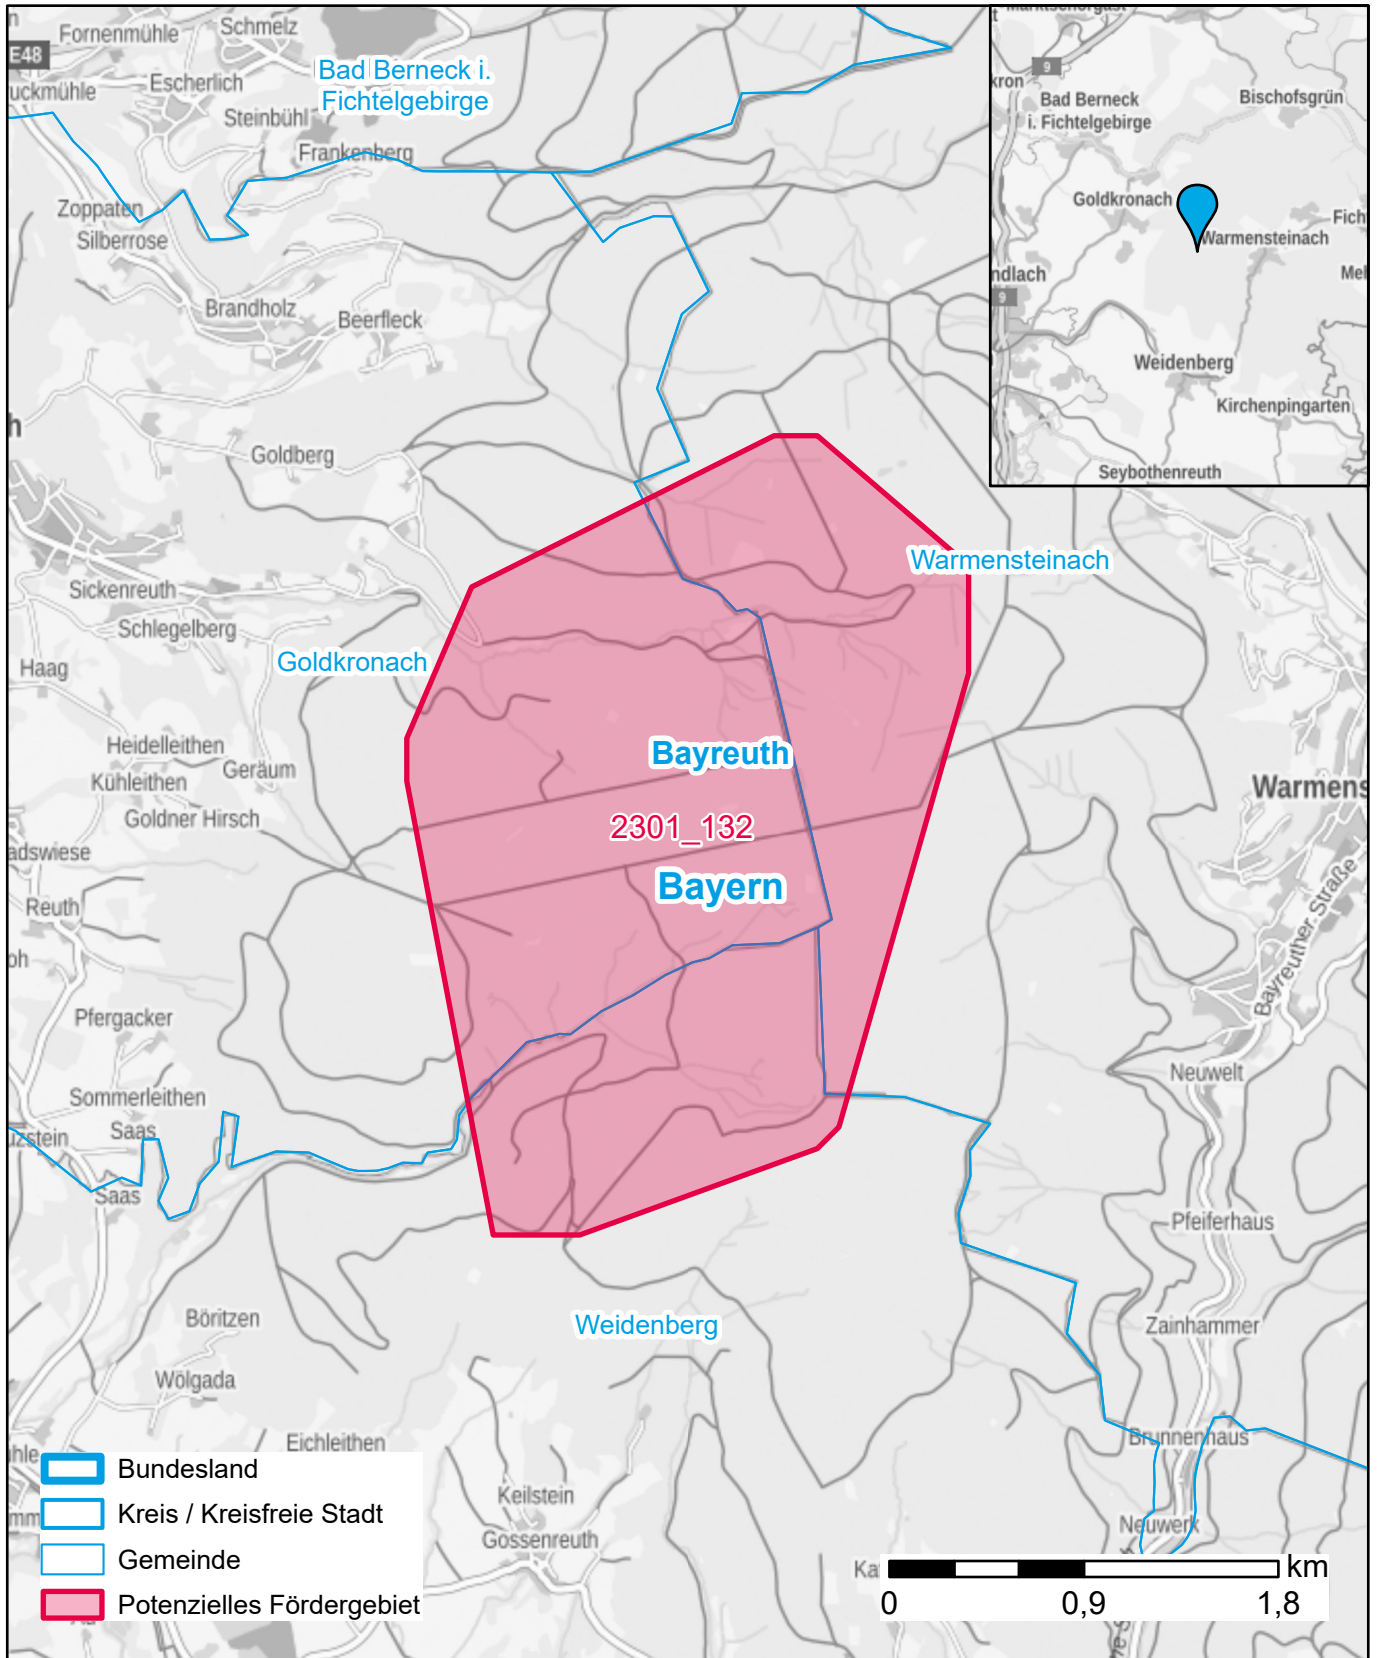 Fornenmühle
Schmelz
E48
Escherlich
Bad Berneck i.
Fichtelgebirge
Steinbühl
Frankenberg
Zoppaten
Silberrose
Brandholz
Beerfleck
Goldberg
Sickenreuth
Schlegelberg
Haag
Goldkronach
Warmensteinach
Heidelleithen
Kühleithen
Geräum
Goldner Hirsch
Bayreuth
2301_132
Bayern
Warmens
Reuth
Bayreuther Straße
Pfergacker
Sommerleithen
Saas
Saas
Neuwelt
Pfeiferhaus
Böritzen
Weidenberg
Zainhammer
Wölgada
Eichleithen
Brunnenhaus
Keilstein
Gossenreuth
Neuwerk
9
Bad Berneck
i. Fichtelgebirge
Bischofsgrün
Goldkronach
Warmensteinach
9
Weidenberg
Kirchenpingarten
Seybothenreuth
Bundesland
Kreis / Kreisfreie Stadt
Gemeinde
Potenzielles Fördergebiet
km
0 0,9 1,8